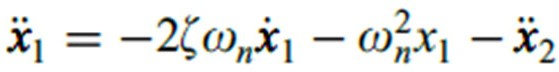 ẍ₁ = −2ζωₙẋ₁ − ωₙ²x₁ − ẍ₂